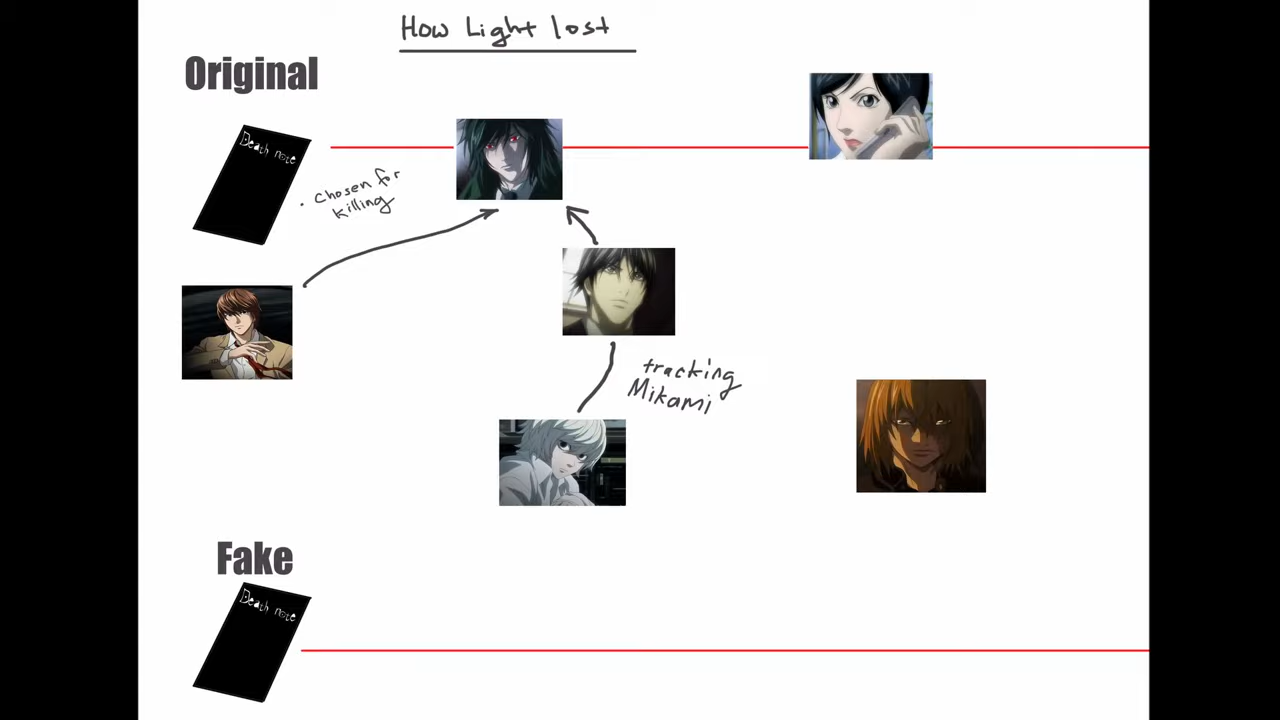 How Light lost
Original
Death note
• chosen for
killing
tracking
Mikami
Fake
Death note